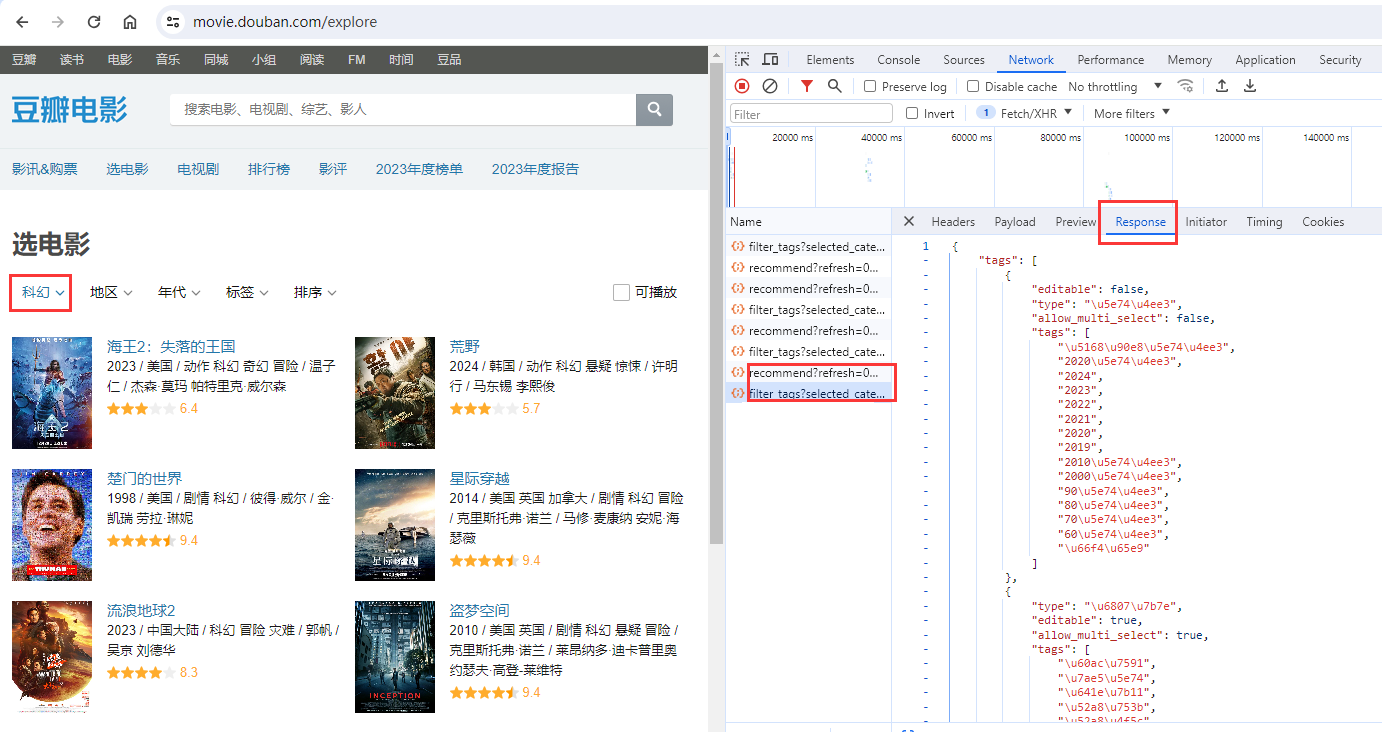 movie.douban.com/explore
豆瓣 读书 电影 音乐 同城 小组 阅读 FM 时间 豆品
豆瓣电影
搜索电影、电视剧、综艺、影人
影讯&购票 选电影 电视剧 排行榜 影评 2023年度榜单 2023年度报告
选电影
科幻 地区 年代 标签 排序 可播放
海王2：失落的王国
2023 / 美国 / 动作 科幻 奇幻 冒险 / 温子
仁 / 杰森·莫玛 帕特里克·威尔森
6.4
荒野
2024 / 韩国 / 动作 科幻 悬疑 惊悚 / 许明
行 / 马东锡 李熙俊
5.7
楚门的世界
1998 / 美国 / 剧情 科幻 / 彼得·威尔 / 金·
凯瑞 劳拉·琳妮
9.4
星际穿越
2014 / 美国 英国 加拿大 / 剧情 科幻 冒险
/ 克里斯托弗·诺兰 / 马修·麦康纳 安妮·海
瑟薇
9.4
流浪地球2
2023 / 中国大陆 / 科幻 冒险 灾难 / 郭帆 /
吴京 刘德华
8.3
盗梦空间
2010 / 美国 英国 / 剧情 科幻 悬疑 冒险 /
克里斯托弗·诺兰 / 莱昂纳多·迪卡普里奥
约瑟夫·高登-莱维特
9.4
INCEPTION
Elements Console Sources Network Performance Memory Application Security
Preserve log Disable cache No throttling
Filter Invert 1 Fetch/XHR More filters
20000 ms 40000 ms 60000 ms 80000 ms 100000 ms 120000 ms 140000 ms
Name
filter_tags?selected_cate...
recommend?refresh=0...
recommend?refresh=0...
filter_tags?selected_cate...
recommend?refresh=0...
filter_tags?selected_cate...
recommend?refresh=0...
filter_tags?selected_cate...
Headers Payload Preview Response Initiator Timing Cookies
1 {
"tags": [
{
"editable": false,
"type": "\u5e74\u4ee3",
"allow_multi_select": false,
"tags": [
"\u5168\u90e8\u5e74\u4ee3",
"2020\u5e74\u4ee3",
"2024",
"2023",
"2022",
"2021",
"2020",
"2019",
"2010\u5e74\u4ee3",
"2000\u5e74\u4ee3",
"90\u5e74\u4ee3",
"80\u5e74\u4ee3",
"70\u5e74\u4ee3",
"60\u5e74\u4ee3",
"\u66f4\u65e9"
]
},
{
"type": "\u6807\u7b7e",
"editable": true,
"allow_multi_select": true,
"tags": [
"\u60ac\u7591",
"\u7ae5\u5e74",
"\u641e\u7b11",
"\u52a8\u753b",
"\u52a8\u4f5c"